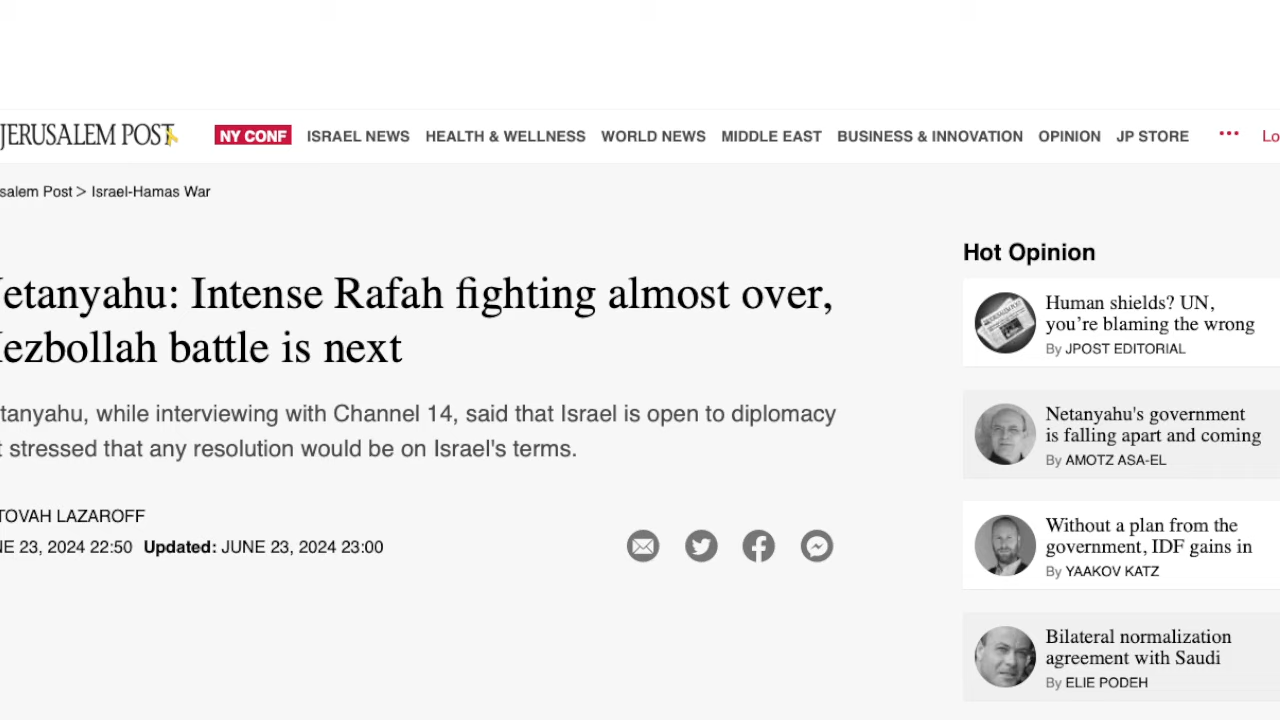 JERUSALEM POST
NY CONF ISRAEL NEWS HEALTH & WELLNESS WORLD NEWS MIDDLE EAST BUSINESS & INNOVATION OPINION JP STORE ••• Lo
salem Post > Israel-Hamas War
etanyahu: Intense Rafah fighting almost over,
ezbollah battle is next
tanyahu, while interviewing with Channel 14, said that Israel is open to diplomacy
t stressed that any resolution would be on Israel's terms.
TOVAH LAZAROFF
NE 23, 2024 22:50 Updated: JUNE 23, 2024 23:00
Hot Opinion
Human shields? UN,
you're blaming the wrong
By JPOST EDITORIAL
Netanyahu's government
is falling apart and coming
By AMOTZ ASA-EL
Without a plan from the
government, IDF gains in
By YAAKOV KATZ
Bilateral normalization
agreement with Saudi
By ELIE PODEH